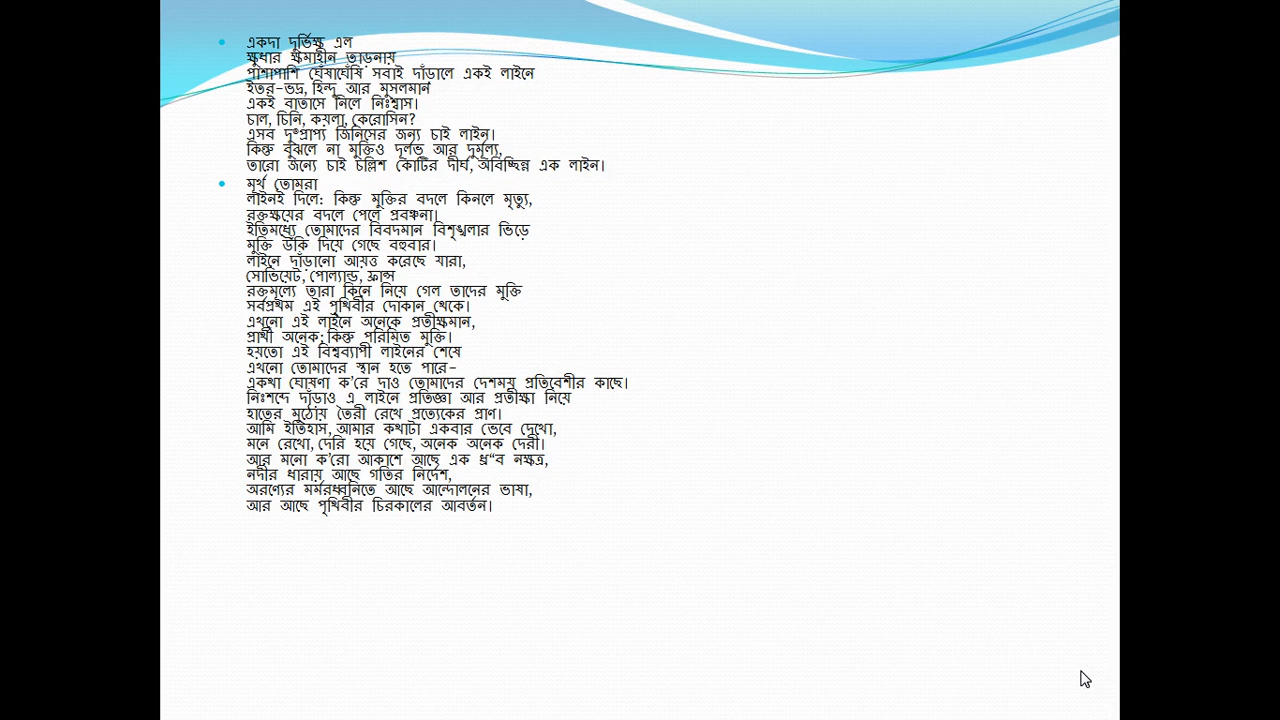 একদা দুর্ভিক্ষ এল
ক্ষুধার ক্ষমাহীন তাড়নায়
পাশাপাশি ঘেঁষাঘেঁষি সবাই দাঁড়ালে একই লাইনে
ইতর-ভদ্র, হিন্দু আর মুসলমান
একই বাতাসে নিলে নিঃশ্বাস।
চাল, চিনি, কয়লা, কেরোসিন?
এসব দুষ্প্রাপ্য জিনিসের জন্য চাই লাইন।
কিন্তু বুঝলে না মুক্তিও দুর্লভ আর দুর্মূল্য,
তারো জন্যে চাই চল্লিশ কোটির দীর্ঘ, অবিচ্ছিন্ন এক লাইন।
মূর্খ তোমরা
লাইনই দিলে: কিন্তু মুক্তির বদলে কিনলে মৃত্যু,
রক্তক্ষয়ের বদলে পেলে প্রবঞ্চনা।
ইতিমধ্যে তোমাদের বিবদমান বিশৃঙ্খলার ভিড়ে
মুক্তি উঁকি দিয়ে গেছে বহুবার।
লাইনে দাঁড়ানো আয়ত্ত করেছে যারা,
সোভিয়েট, পোল্যান্ড, ফ্রান্স
রক্তমূল্যে তারা কিনে নিয়ে গেল তাদের মুক্তি
সর্বপ্রথম এই পৃথিবীর দোকান থেকে।
এখনো এই লাইনে অনেকে প্রতীক্ষমান,
প্রার্থী অনেক; কিন্তু পরিমিত মুক্তি।
হয়তো এই বিশ্বব্যাপী লাইনের শেষে
এখনো তোমাদের স্থান হতে পারে-
একথা ঘোষণা ক'রে দাও তোমাদের দেশময় প্রতিবেশীর কাছে।
নিঃশব্দে দাঁড়াও এ লাইনে প্রতিজ্ঞা আর প্রতীক্ষা নিয়ে
হাতের মুঠোয় তৈরী রেখে প্রত্যেকের প্রাণ।
আমি ইতিহাস, আমার কথাটা একবার ভেবে দেখো,
মনে রেখো, দেরি হয়ে গেছে, অনেক অনেক দেরী।
আর মনো ক'রো আকাশে আছে এক ধ্র“ব নক্ষত্র,
নদীর ধারায় আছে গতির নির্দেশ,
অরণ্যের মর্মরধ্বনিতে আছে আন্দোলনের ভাষা,
আর আছে পৃথিবীর চিরকালের আবর্তন।